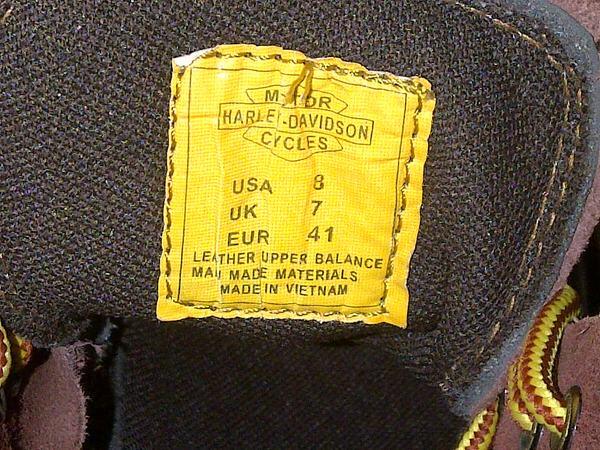 MOTOR
HARLEY-DAVIDSON
CYCLES
USA 8
UK 7
EUR 41
LEATHER UPPER BALANCE
MAN MADE MATERIALS
MADE IN VIETNAM